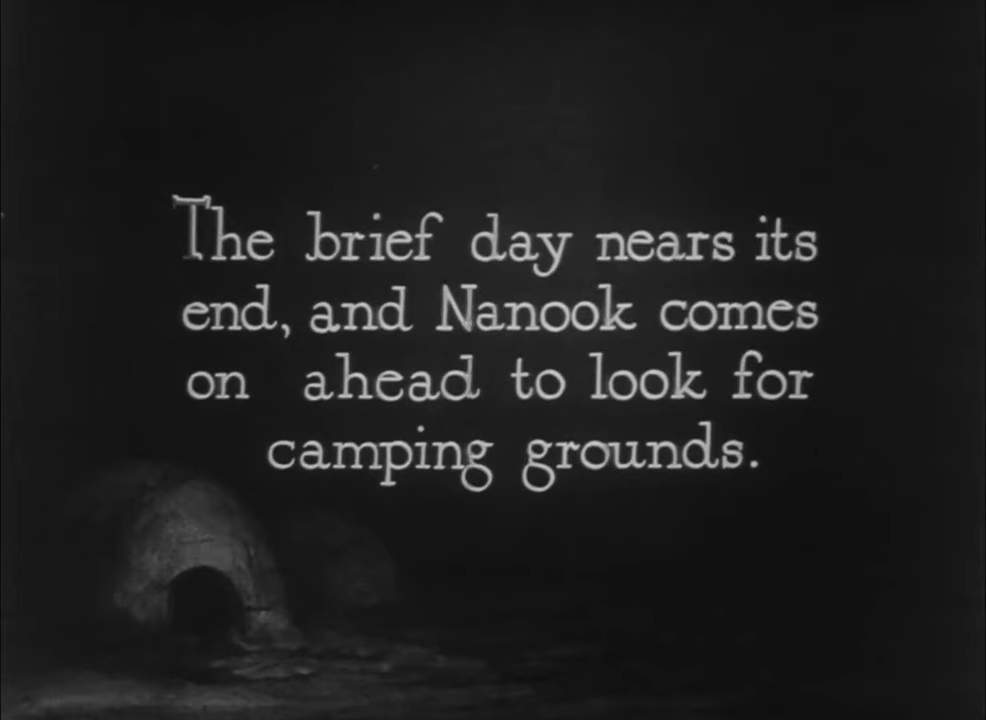 The brief day nears its
end, and Nanook comes
on ahead to look for
camping grounds.